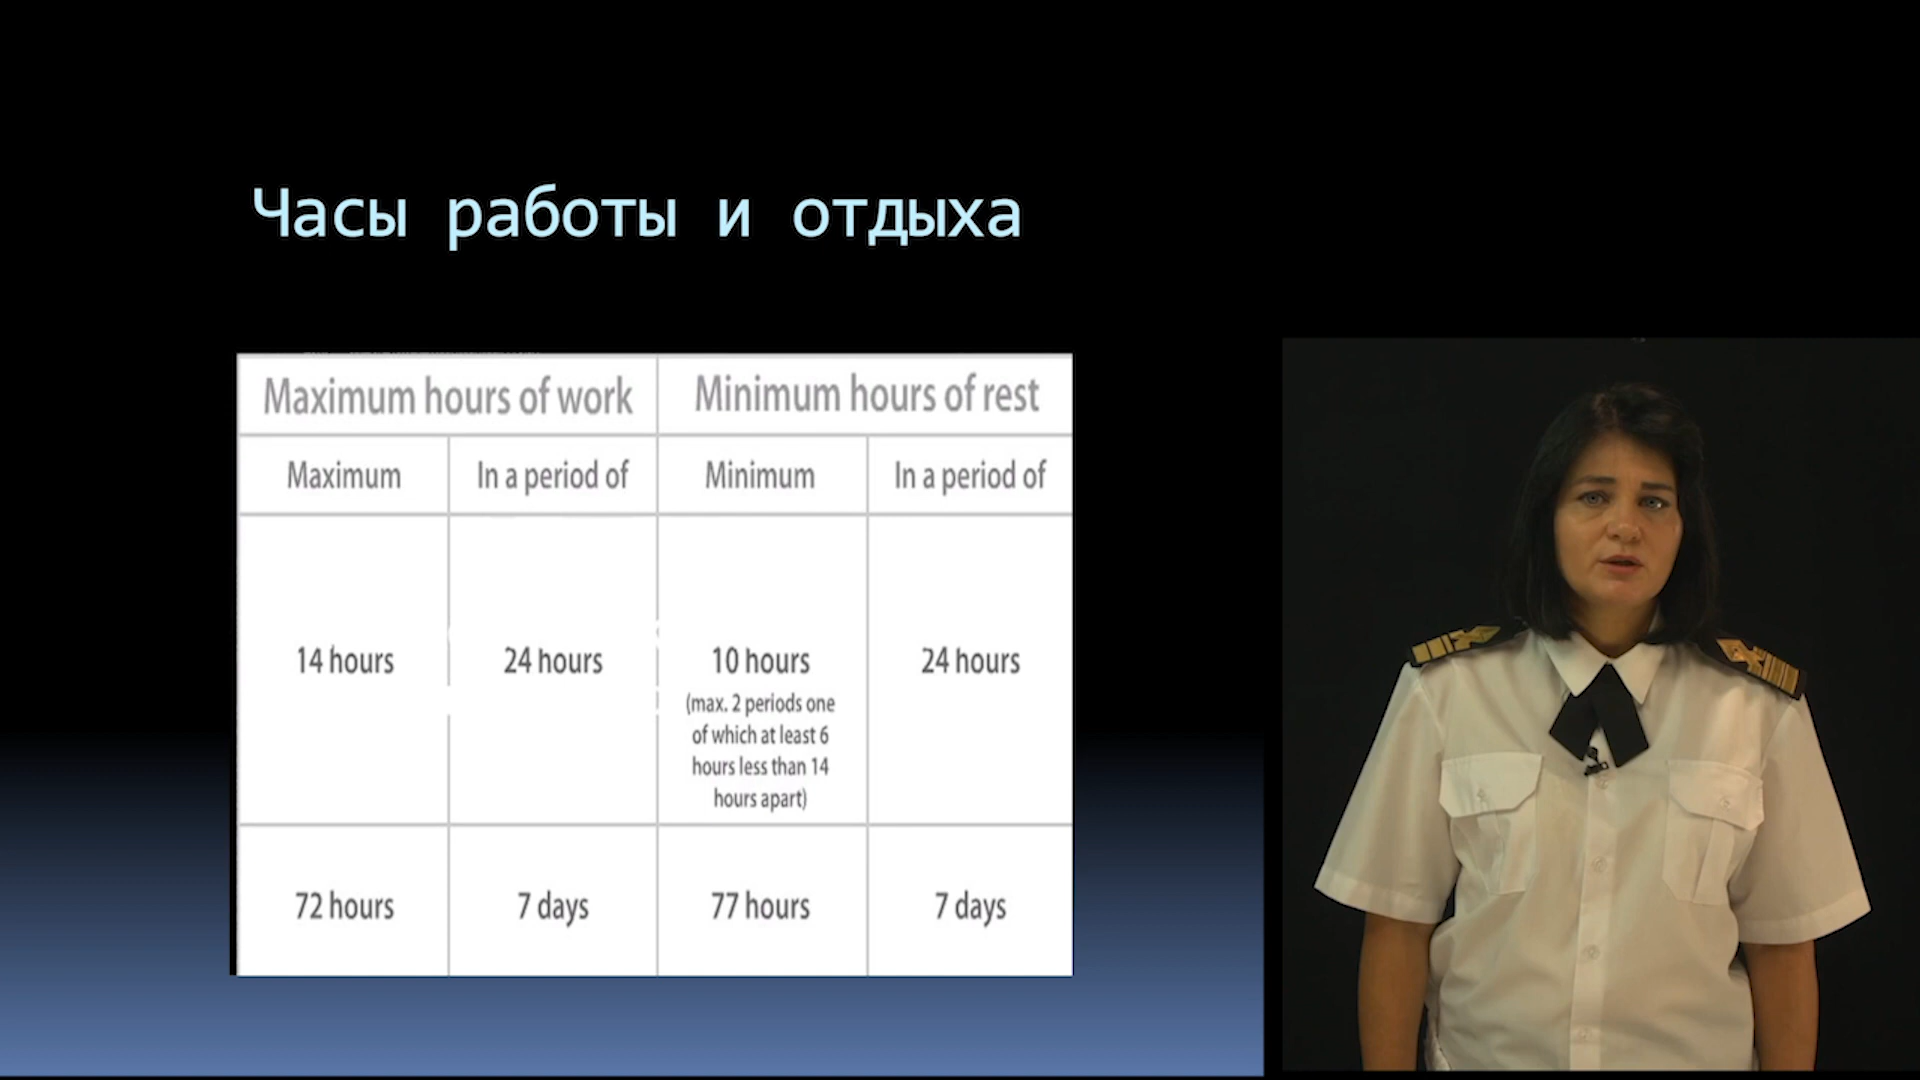 Часы работы и отдыха
Maximum hours of work
Minimum hours of rest
Maximum
In a period of
Minimum
In a period of
14 hours
24 hours
10 hours
(max. 2 periods one
of which at least 6
hours less than 14
hours apart)
24 hours
72 hours
7 days
77 hours
7 days